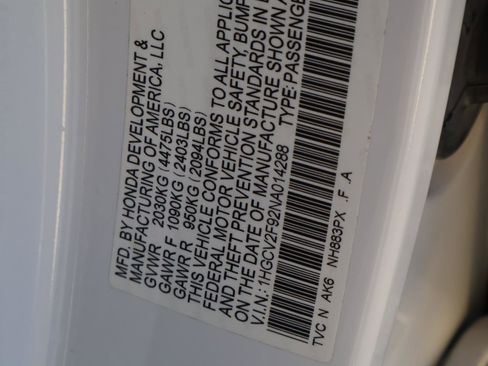 MFD. BY HONDA DEVELOPMENT &
MANUFACTURING OF AMERICA, LLC
GVWR 2030KG (4475LBS)
GAWR F 1090KG (2403LBS)
GAWR R 950KG (2094LBS)
THIS VEHICLE CONFORMS TO ALL APPLIC
FEDERAL MOTOR VEHICLE SAFETY, BUMP
AND THEFT PREVENTION STANDARDS IN E
ON THE DATE OF MANUFACTURE SHOWN A
V.I.N.: 1HGCV2F92NA014288 TYPE: PASSENGE
TVC N AK6 NH883PX .F .A